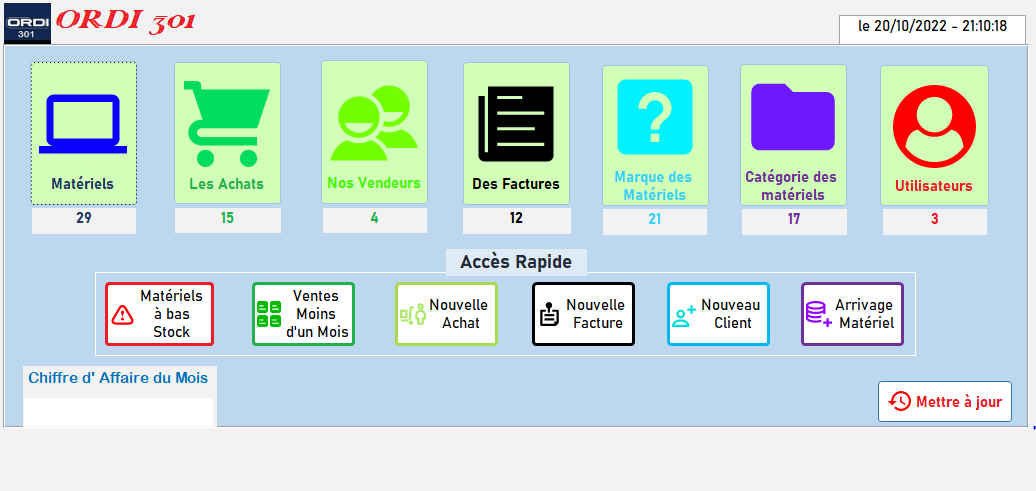 ORDI
301
ORDI 301
le 20/10/2022 - 21:10:18
Matériels
Les Achats
Nos Vendeurs
Des Factures
Marque des
Matériels
Catégorie des
matériels
Utilisateurs
29
15
4
12
21
17
3
Accès Rapide
Matériels
à bas
Stock
Ventes
Moins
d'un Mois
Nouvelle
Achat
Nouvelle
Facture
Nouveau
Client
Arrivage
Matériel
Chiffre d' Affaire du Mois
Mettre à jour